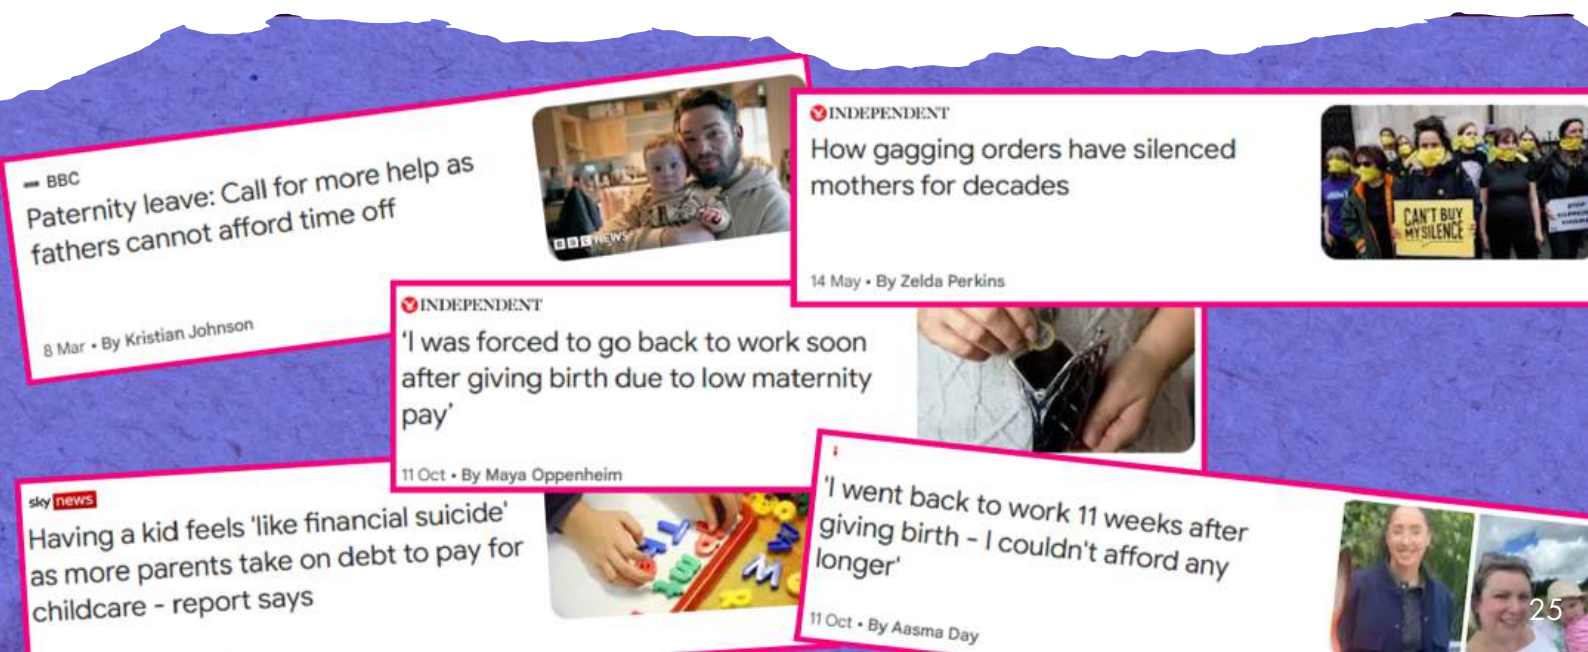 BBC
Paternity leave: Call for more help as
fathers cannot afford time off
8 Mar • By Kristian Johnson
BBC NEWS
INDEPENDENT
How gagging orders have silenced
mothers for decades
14 May • By Zelda Perkins
CAN'T BUY
MY SILENCE
INDEPENDENT
'I was forced to go back to work soon
after giving birth due to low maternity
pay'
11 Oct • By Maya Oppenheim
sky news
Having a kid feels 'like financial suicide'
as more parents take on debt to pay for
childcare - report says
i
'I went back to work 11 weeks after
giving birth - I couldn't afford any
longer'
11 Oct • By Aasma Day
25